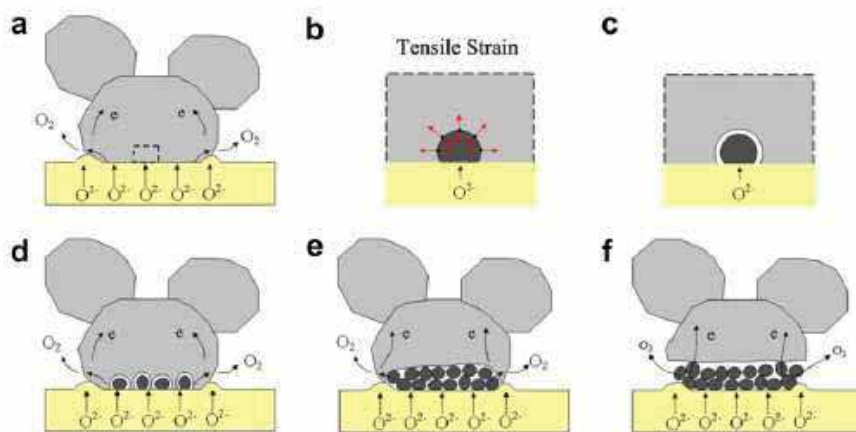 a
e e
O₂ O₂
O²⁻ O²⁻ O²⁻ O²⁻ O²⁻
b
Tensile Strain
O²⁻
c
O²⁻
d
e e
O₂ O₂
O²⁻ O²⁻ O²⁻ O²⁻ O²⁻
e
e e
O₂ O₂
O²⁻ O²⁻ O²⁻ O²⁻ O²⁻
f
e e
O₂ O₂
O²⁻ O²⁻ O²⁻ O²⁻ O²⁻